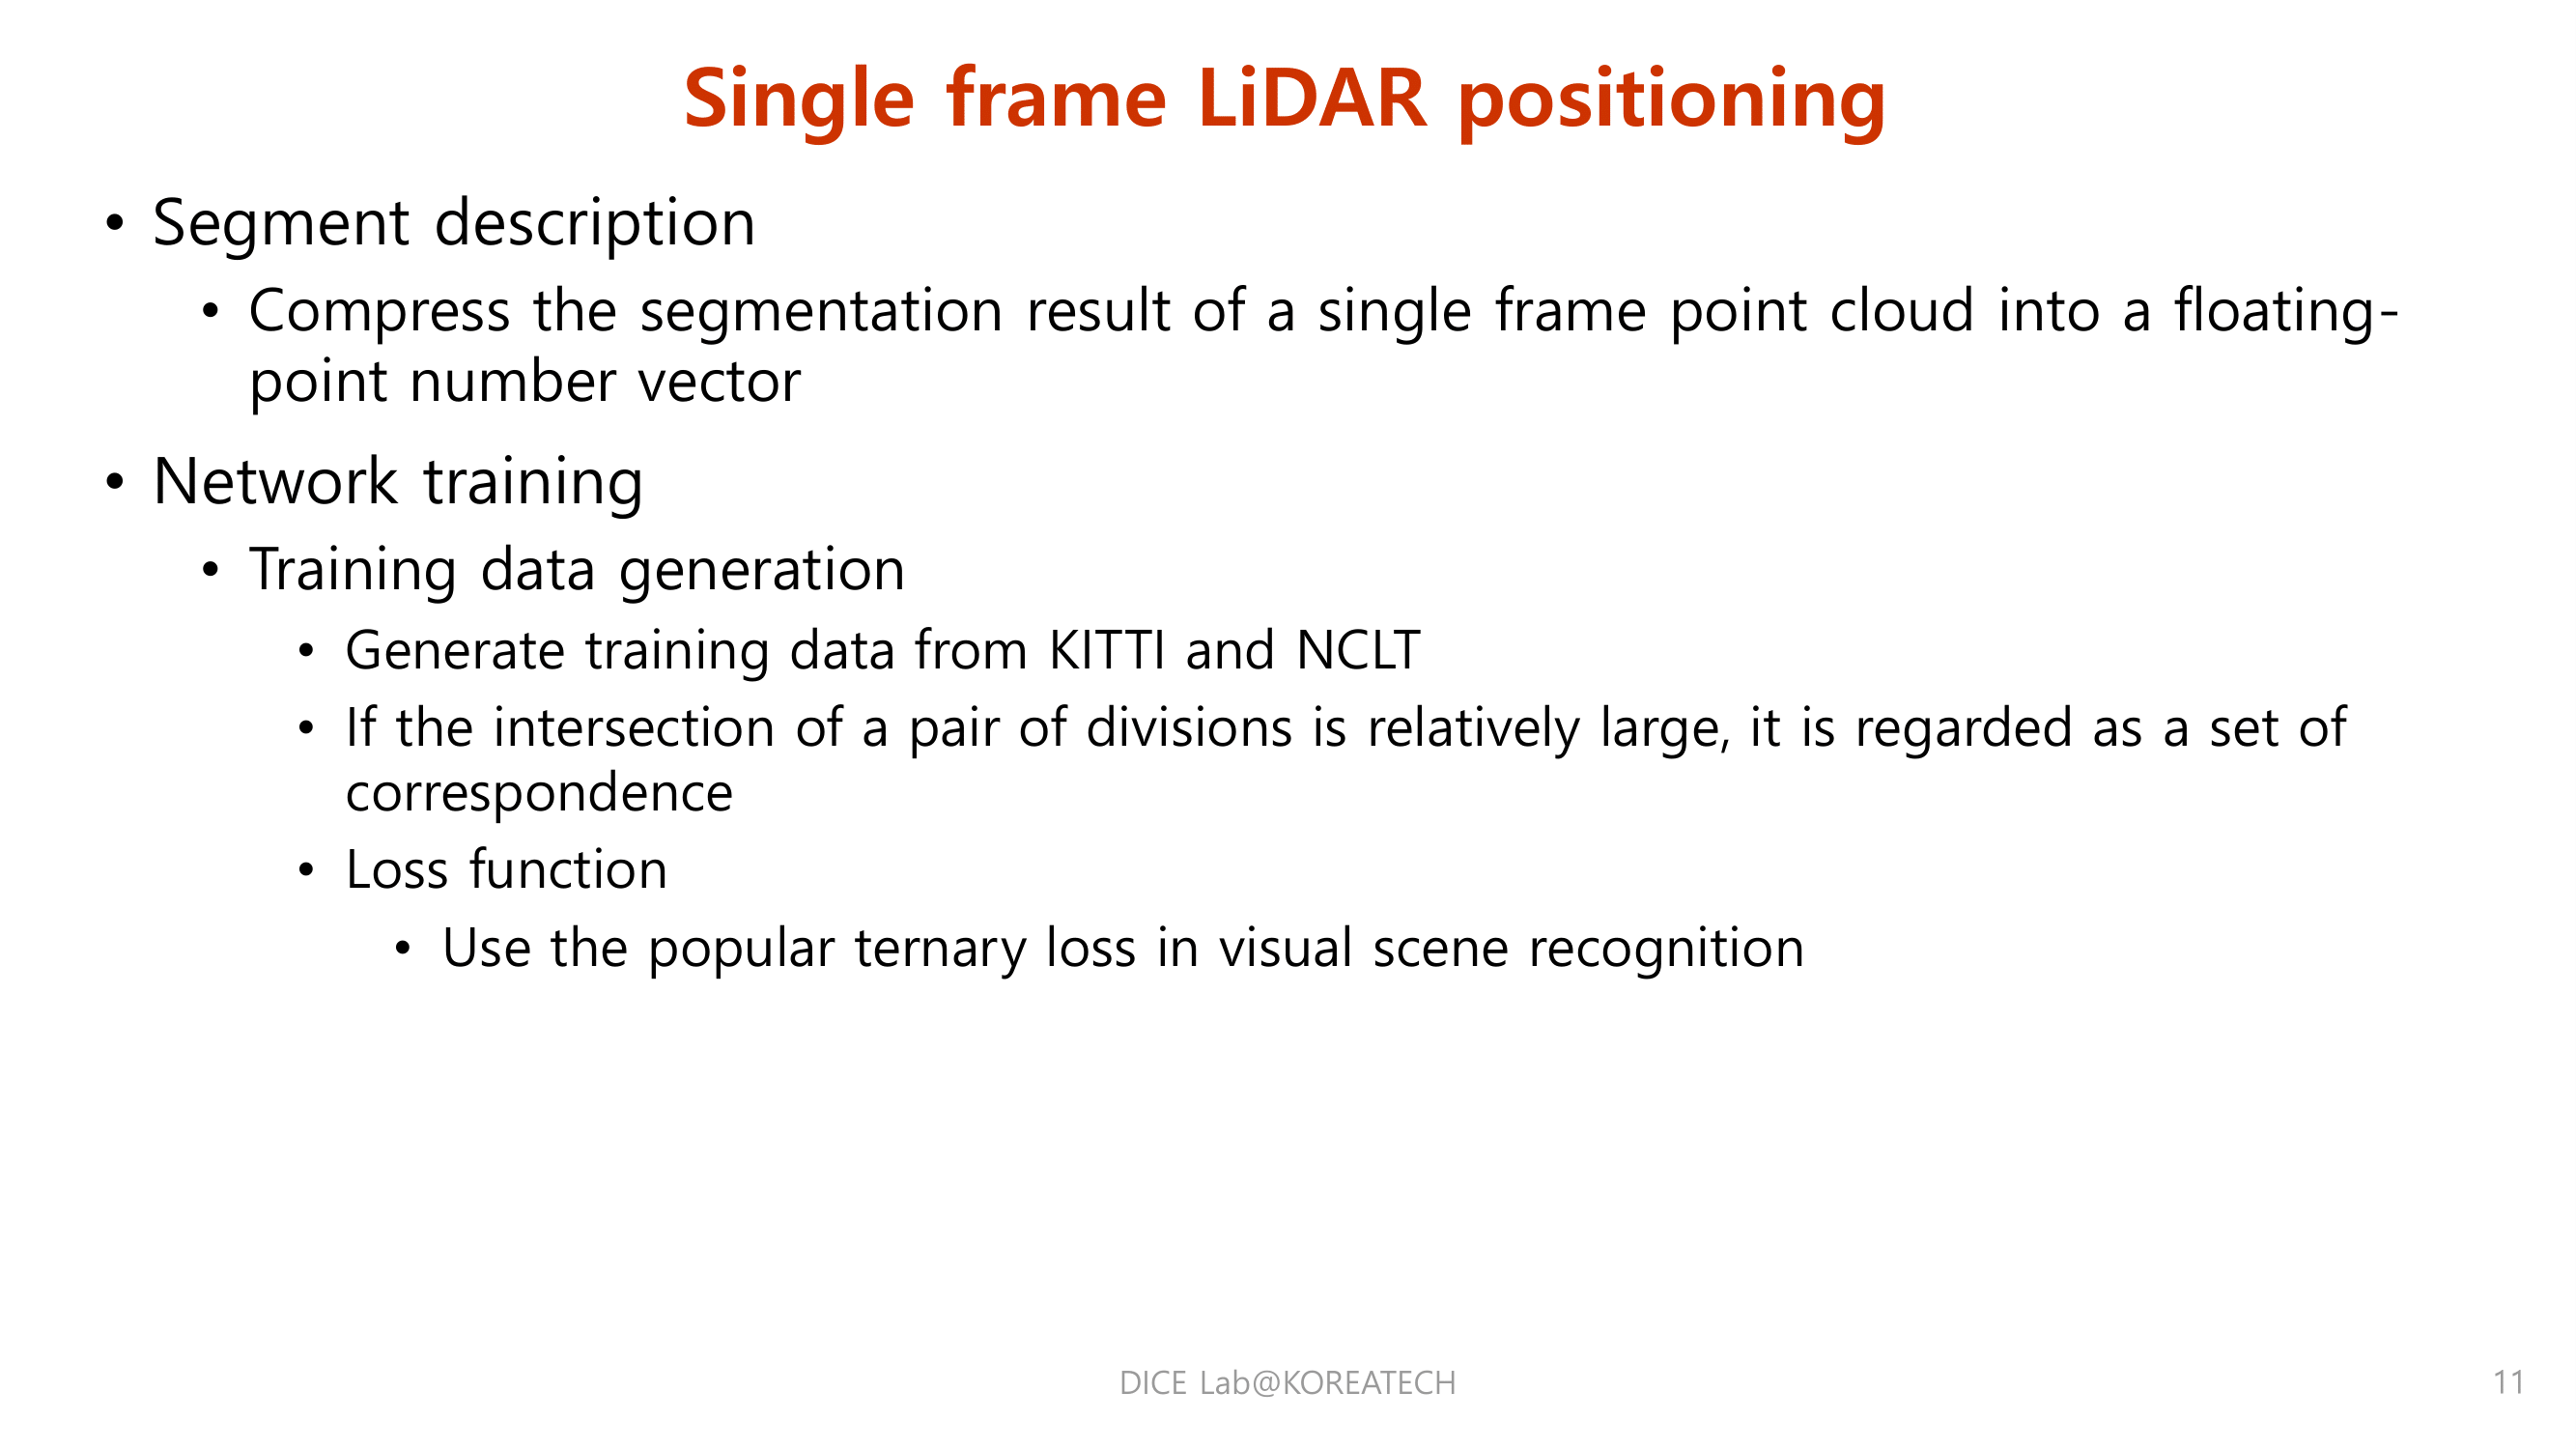 Single frame LiDAR positioning
• Segment description
• Compress the segmentation result of a single frame point cloud into a floating-
point number vector
• Network training
• Training data generation
• Generate training data from KITTI and NCLT
• If the intersection of a pair of divisions is relatively large, it is regarded as a set of
correspondence
• Loss function
• Use the popular ternary loss in visual scene recognition
DICE Lab@KOREATECH
11